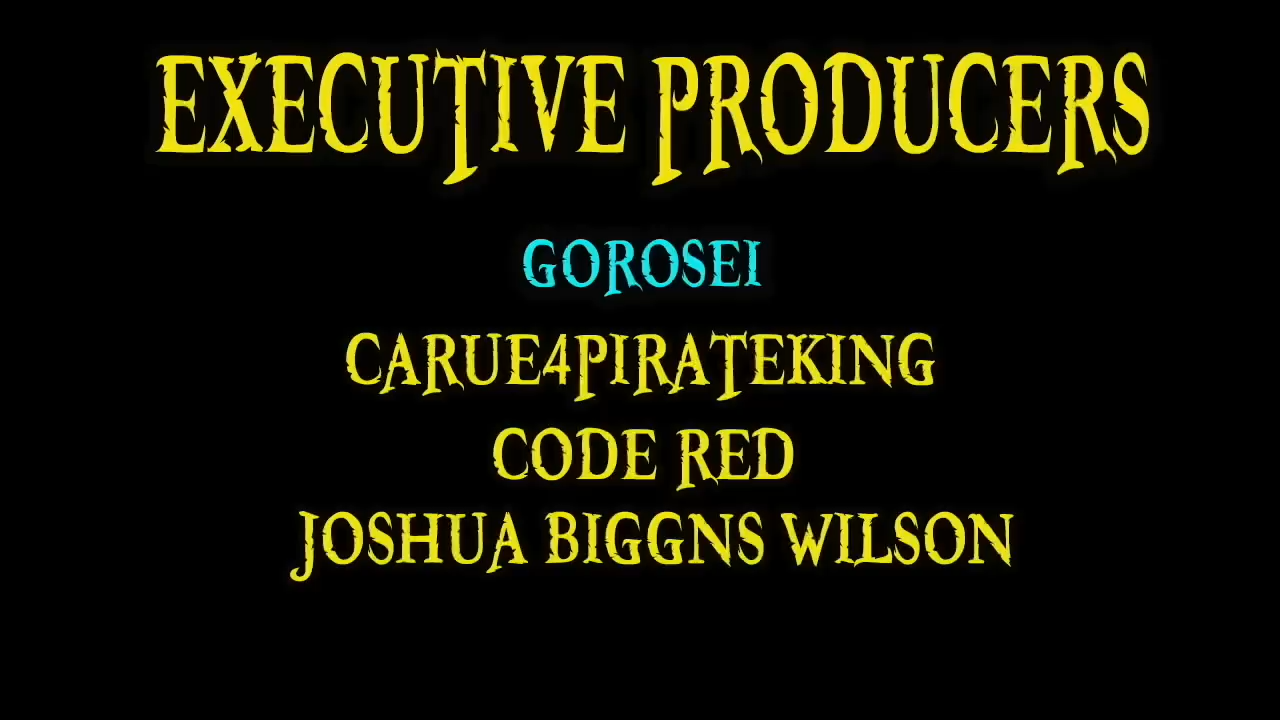 EXECUTIVE PRODUCERS
GOROSEI
CARUE4PIRATEKING
CODE RED
JOSHUA BIGGNS WILSON